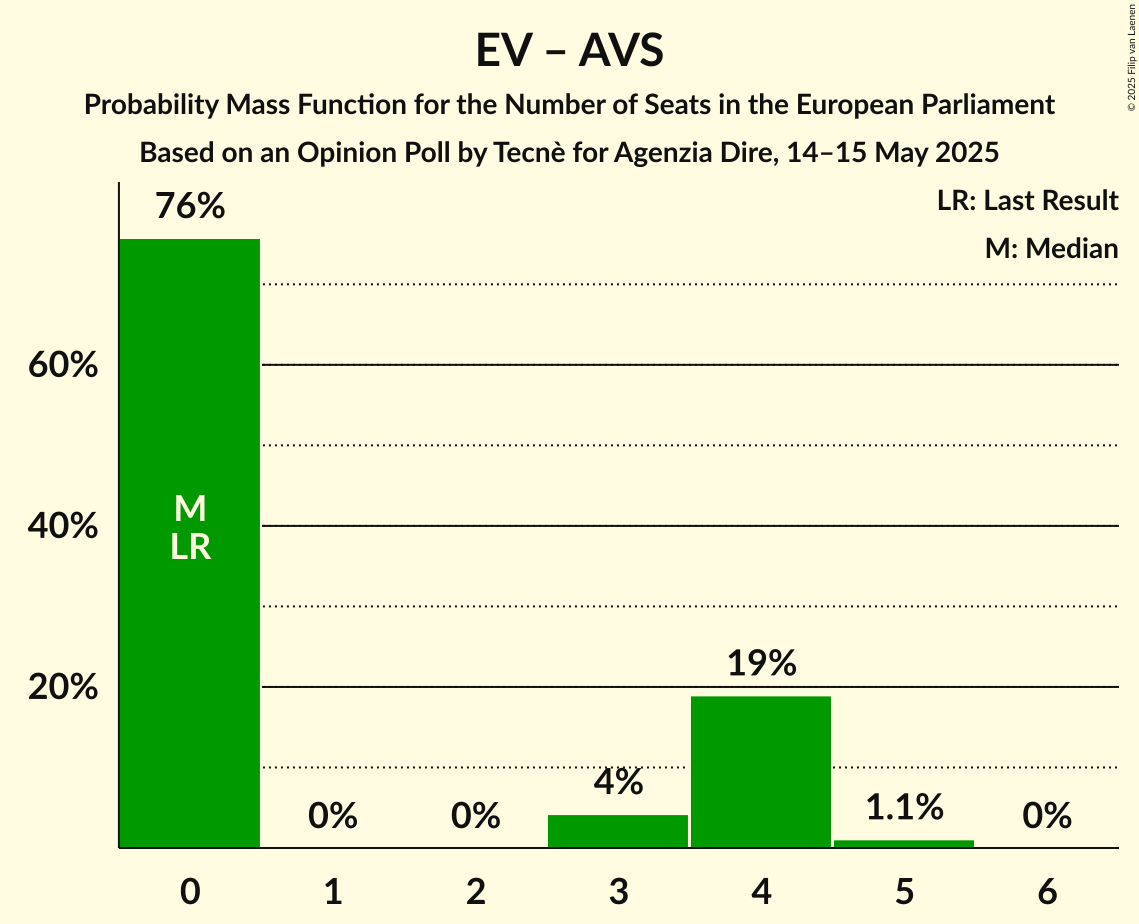 EV – AVS
Probability Mass Function for the Number of Seats in the European Parliament
Based on an Opinion Poll by Tecnè for Agenzia Dire, 14–15 May 2025
© 2025 Filip van Laenen
LR: Last Result
M: Median
76%
60%
40%
20%
M
LR
0%
0%
4%
19%
1.1%
0%
0
1
2
3
4
5
6